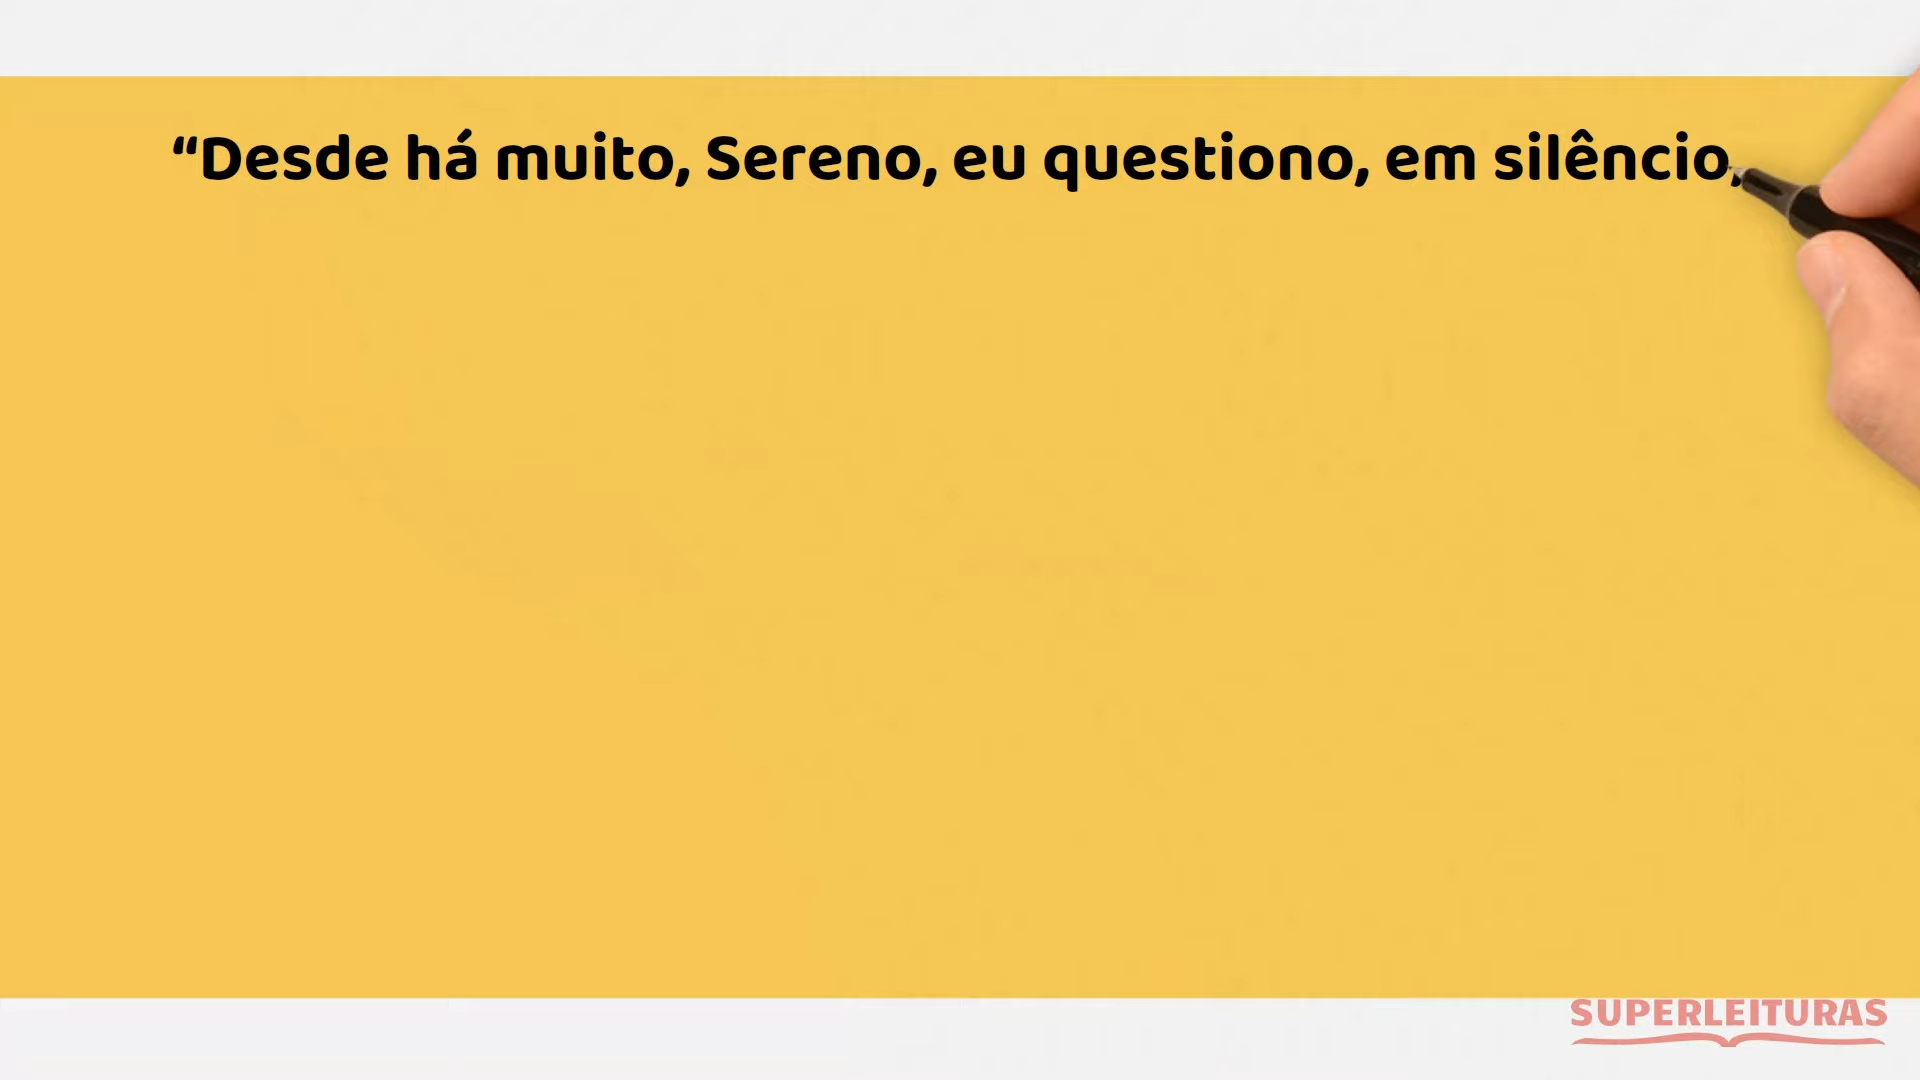 “Desde há muito, Sereno, eu questiono, em silêncio,
SUPERLEITURAS